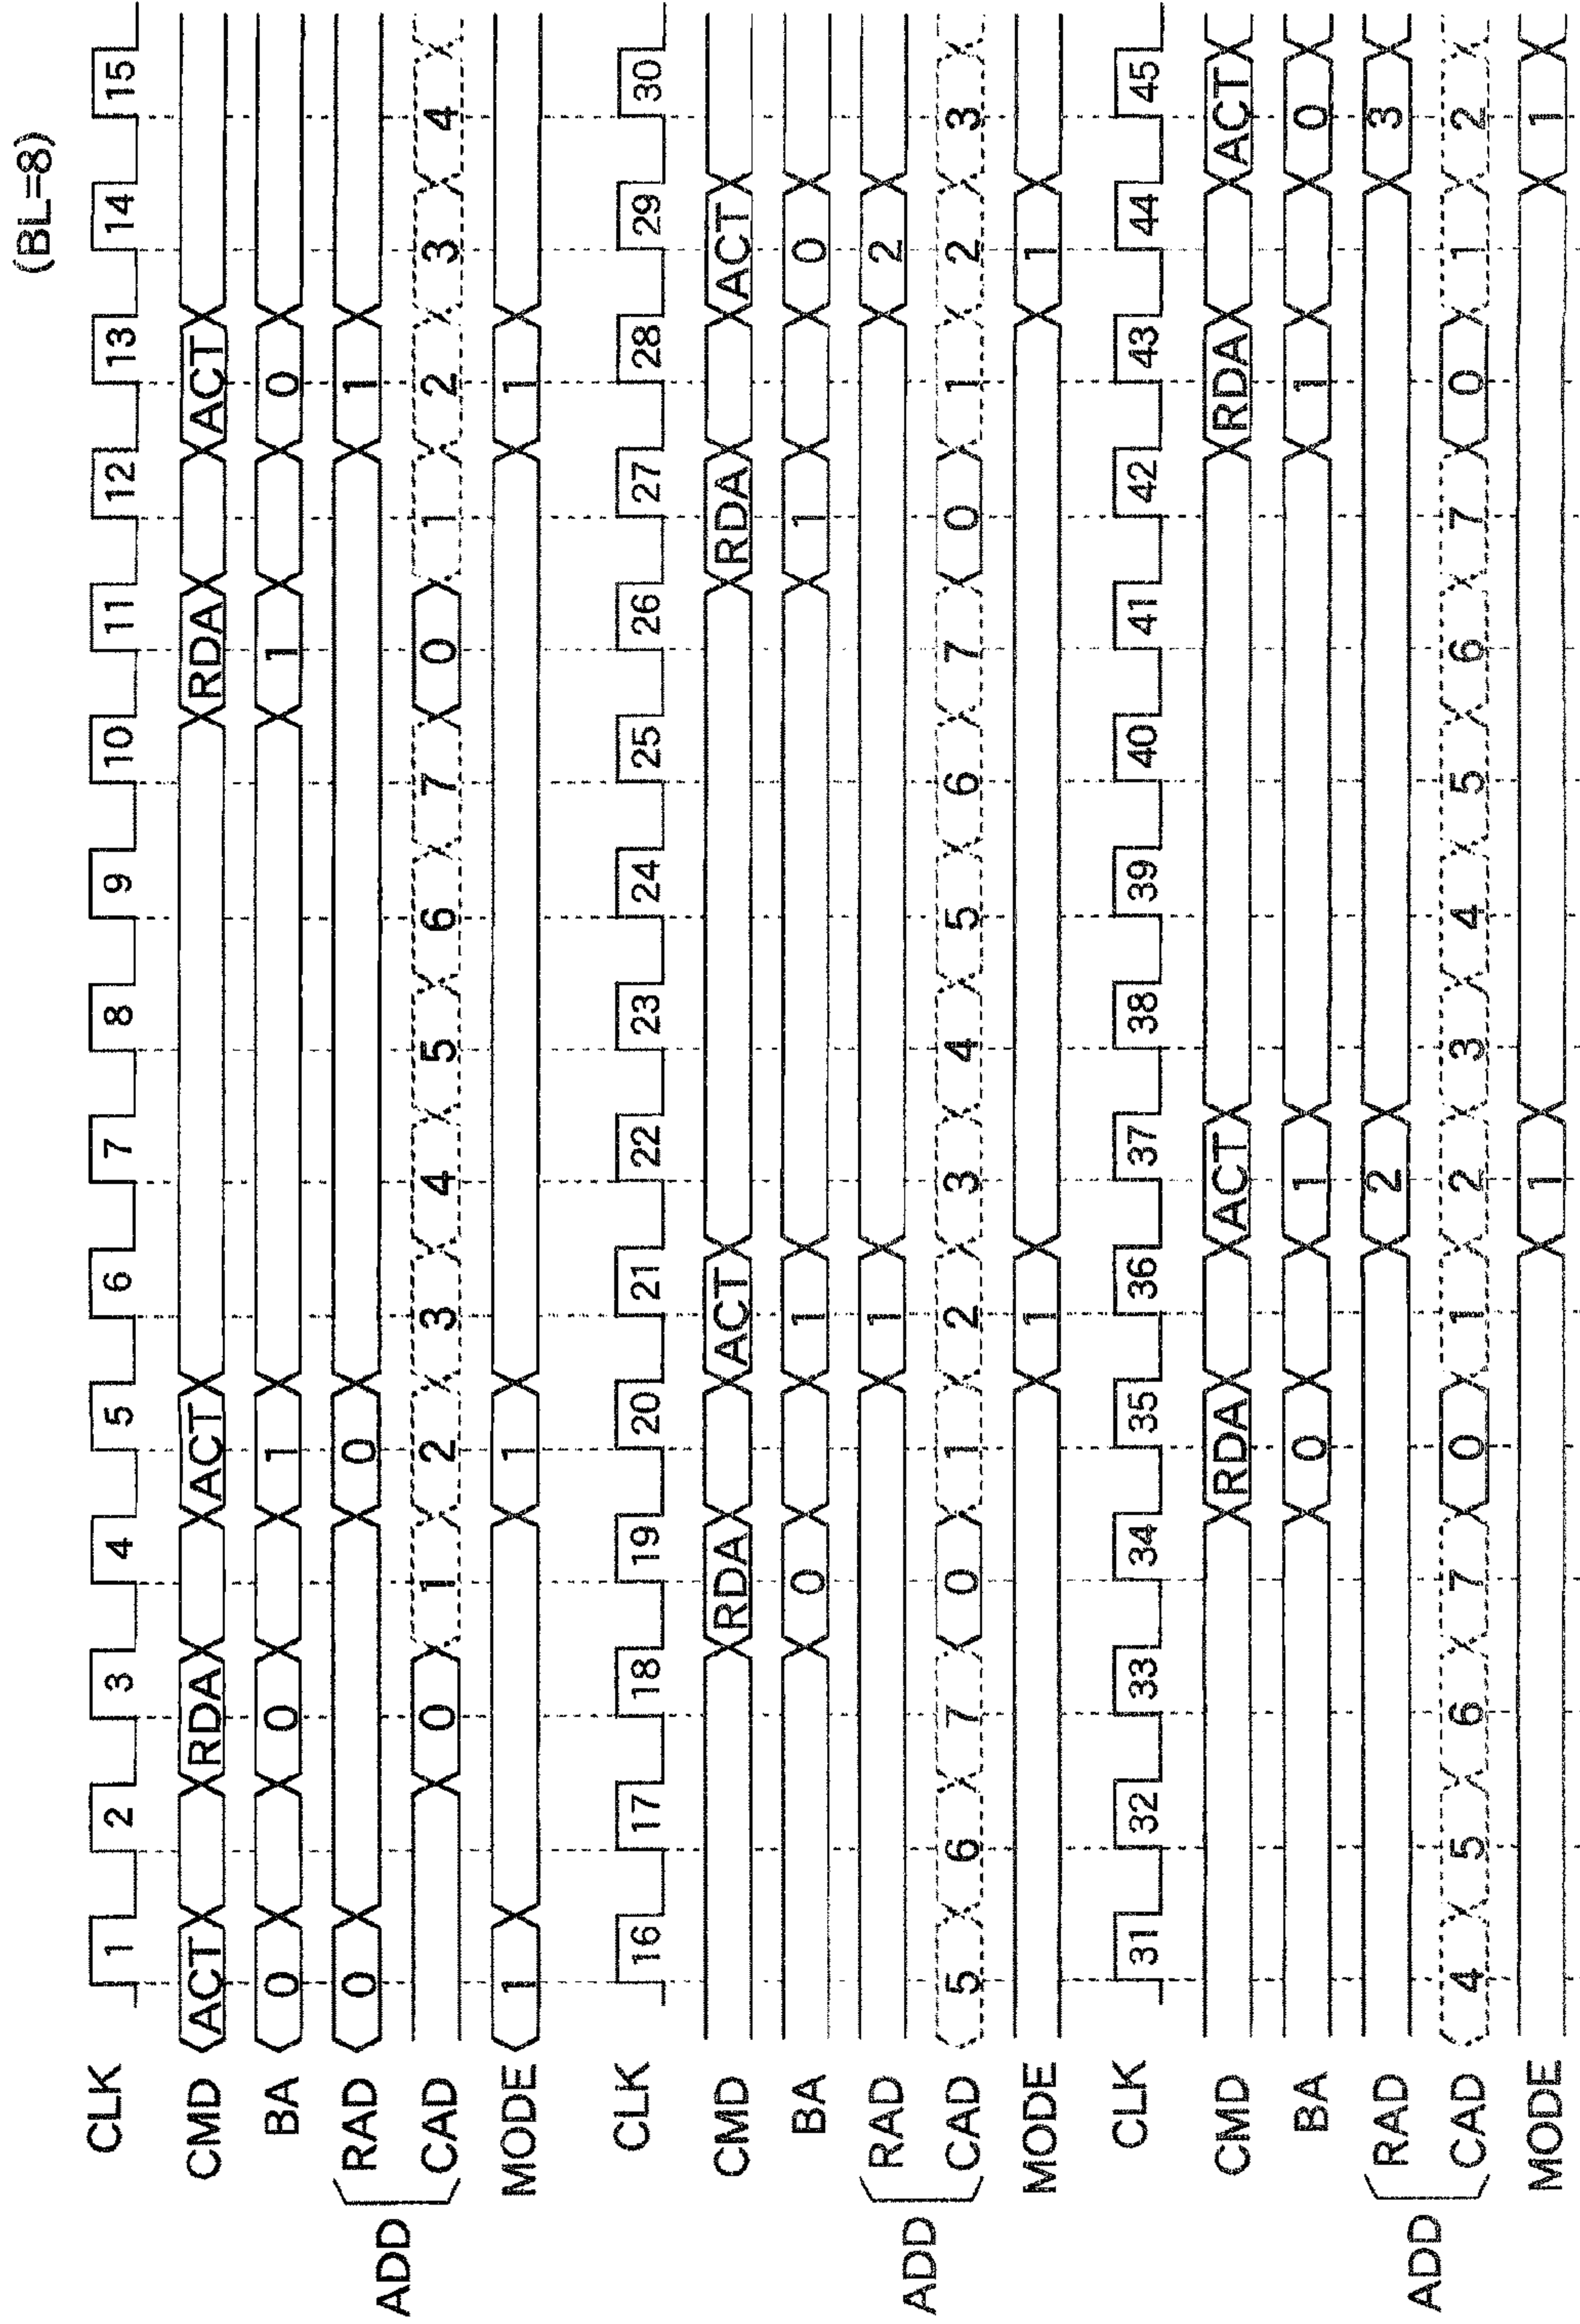 (BL=8)
CLK 1 2 3 4 5 6 7 8 9 10 11 12 13 14 15
CMD ACT RDA ACT RDA ACT
BA 0 0 1 1 0
RAD 0 0 1
CAD 0 1 2 3 4 5 6 7 0 1 2 3 4
ADD
MODE 1 1 1
CLK 16 17 18 19 20 21 22 23 24 25 26 27 28 29 30
CMD RDA ACT RDA ACT
BA 0 1 1 0
RAD 1 2
CAD 5 6 7 0 1 2 3 4 5 6 7 0 1 2 3
ADD
MODE 1 1
CLK 31 32 33 34 35 36 37 38 39 40 41 42 43 44 45
CMD RDA ACT RDA ACT
BA 0 1 1 0
RAD 2 3
CAD 4 5 6 7 0 1 2 3 4 5 6 7 0 1 2
ADD
MODE 1 1